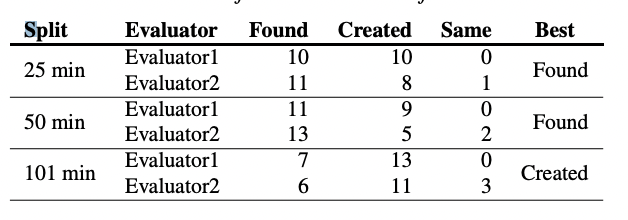 Split Evaluator Found Created Same Best
25 min Evaluator1 10 10 0 Found
Evaluator2 11 8 1
50 min Evaluator1 11 9 0 Found
Evaluator2 13 5 2
101 min Evaluator1 7 13 0 Created
Evaluator2 6 11 3